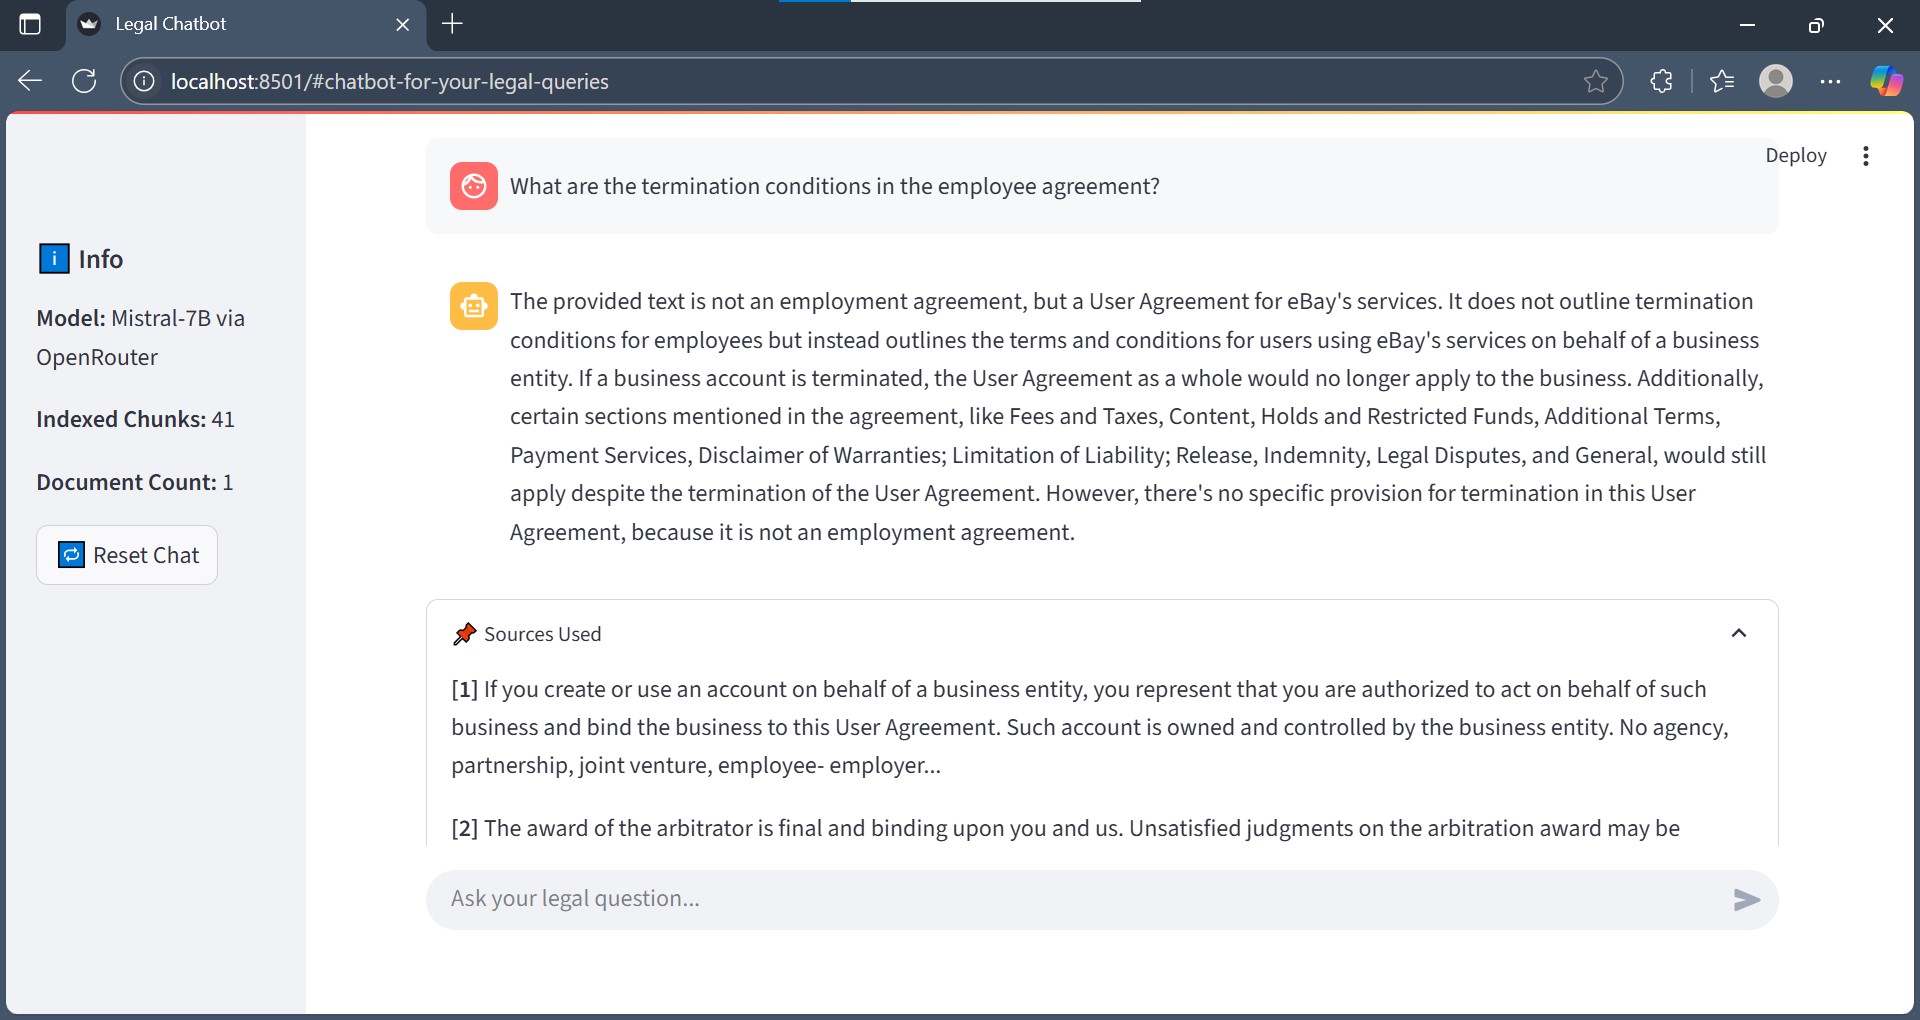 Legal Chatbot
localhost:8501/#chatbot-for-your-legal-queries
Deploy
What are the termination conditions in the employee agreement?
i Info
Model: Mistral-7B via
OpenRouter
Indexed Chunks: 41
Document Count: 1
Reset Chat
The provided text is not an employment agreement, but a User Agreement for eBay's services. It does not outline termination
conditions for employees but instead outlines the terms and conditions for users using eBay's services on behalf of a business
entity. If a business account is terminated, the User Agreement as a whole would no longer apply to the business. Additionally,
certain sections mentioned in the agreement, like Fees and Taxes, Content, Holds and Restricted Funds, Additional Terms,
Payment Services, Disclaimer of Warranties; Limitation of Liability; Release, Indemnity, Legal Disputes, and General, would still
apply despite the termination of the User Agreement. However, there's no specific provision for termination in this User
Agreement, because it is not an employment agreement.
Sources Used
[1] If you create or use an account on behalf of a business entity, you represent that you are authorized to act on behalf of such
business and bind the business to this User Agreement. Such account is owned and controlled by the business entity. No agency,
partnership, joint venture, employee- employer...
[2] The award of the arbitrator is final and binding upon you and us. Unsatisfied judgments on the arbitration award may be
Ask your legal question...